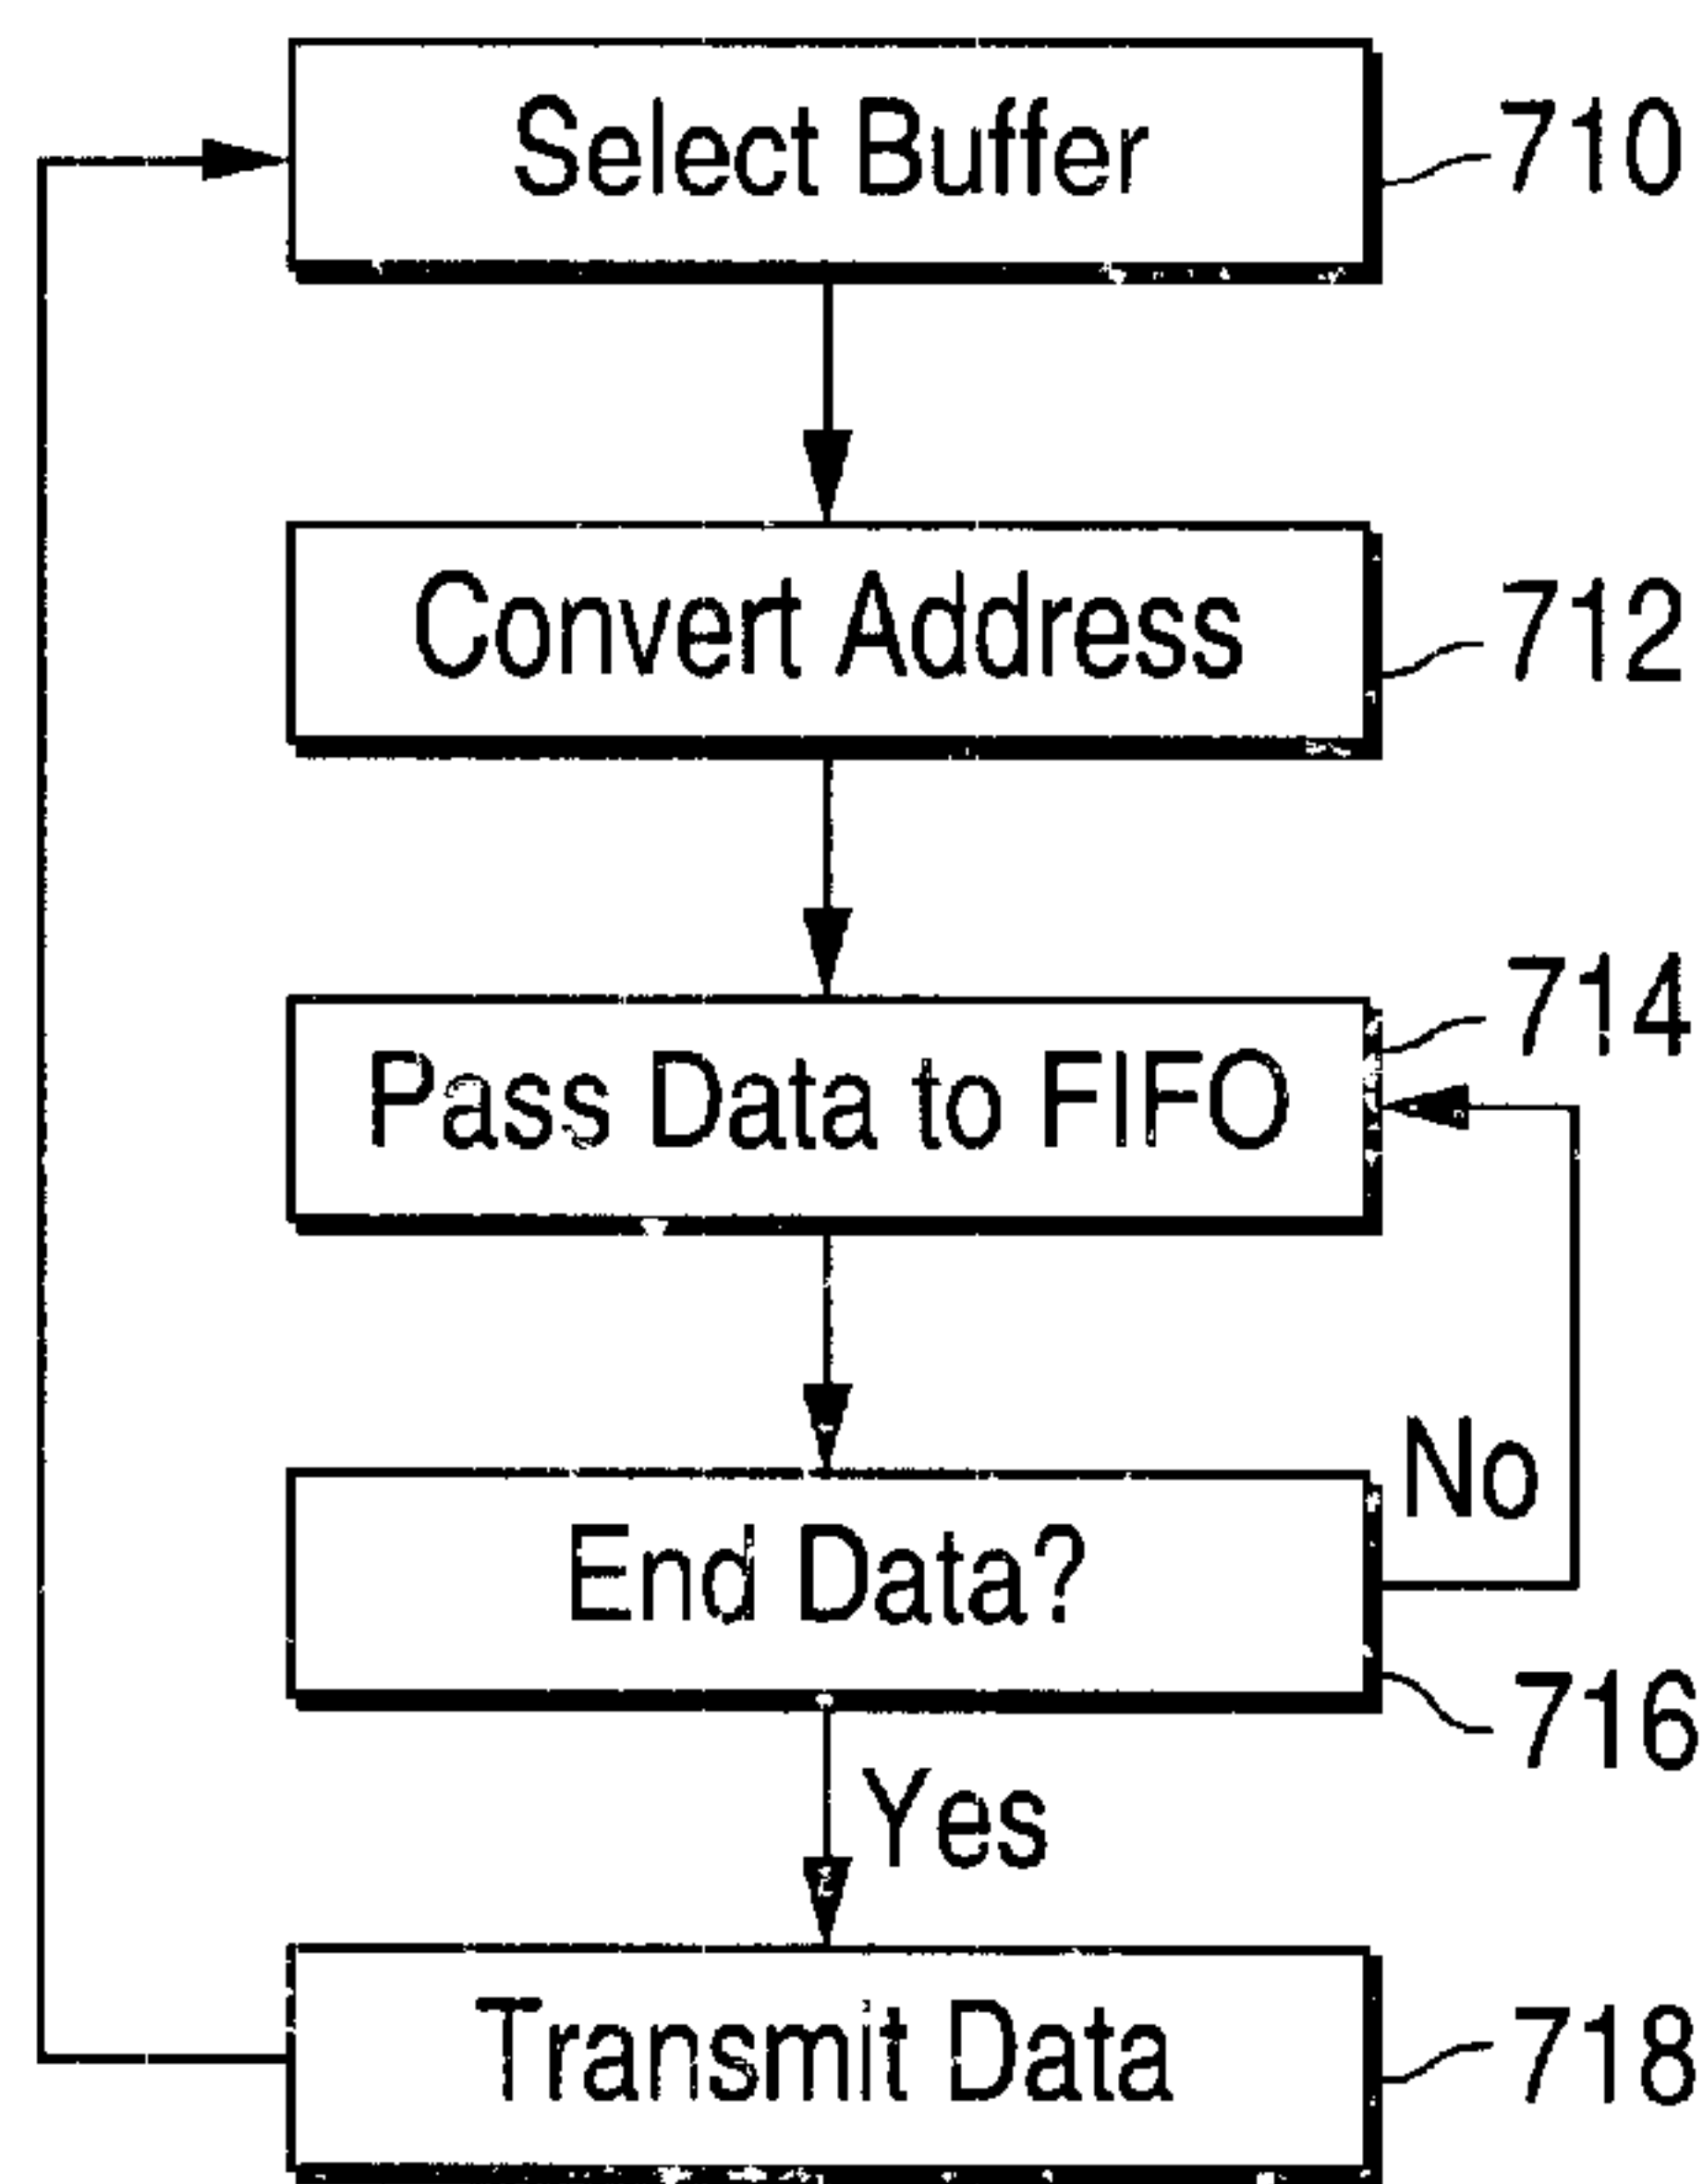 Select Buffer
710
Convert Address
712
714
Pass Data to FIFO
No
End Data?
716
Yes
Transmit Data
718